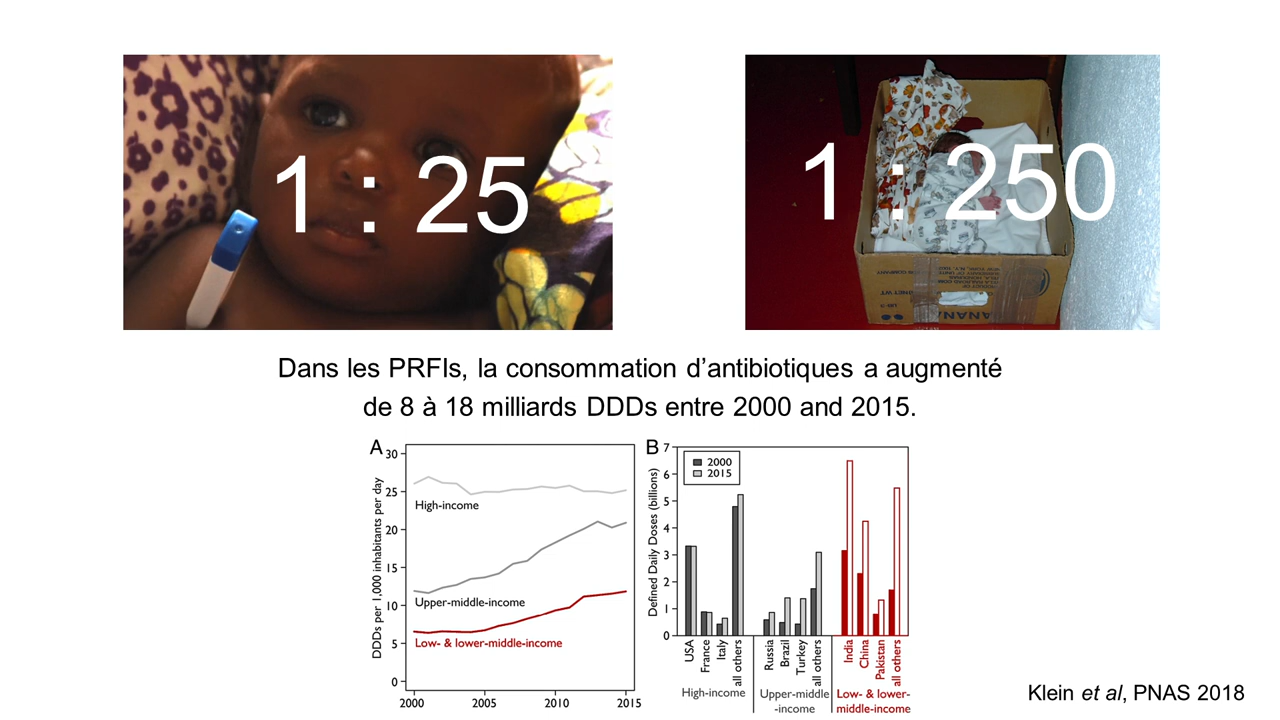 1 : 25
1 : 250
Dans les PRFIs, la consommation d’antibiotiques a augmenté
de 8 à 18 milliards DDDs entre 2000 and 2015.
A
DDDs per 1,000 inhabitants per day
30
25
20
15
10
5
0
High-income
Upper-middle-income
Low- & lower-middle-income
2000
2005
2010
2015
B
Defined Daily Doses (billions)
7
6
5
4
3
2
1
0
2000
2015
USA
France
Italy
all others
Russia
Brazil
Turkey
all others
India
China
Pakistan
all others
High-income
Upper-middle
-income
Low- & lower-
middle-income
Klein et al, PNAS 2018